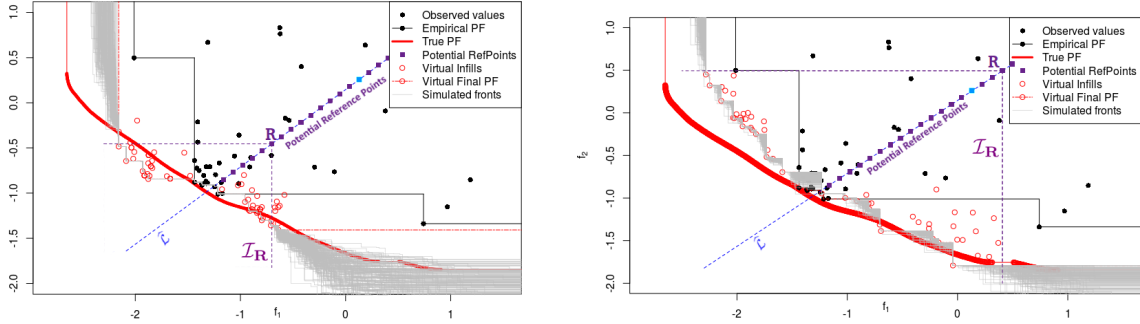 1.0
0.5
0.0
-0.5
-1.0
-1.5
-2.0
-2
-1
f₁
0
1
Observed values
Empirical PF
True PF
Potential RefPoints
Virtual Infills
Virtual Final PF
Simulated fronts
R
Potential Reference Points
I_R
L̂
1.0
0.5
0.0
-0.5
-1.0
-1.5
-2.0
f₂
-2
-1
f₁
0
1
Observed values
Empirical PF
True PF
Potential RefPoints
Virtual Infills
Virtual Final PF
Simulated fronts
R
Potential Reference Points
I_R
L̂